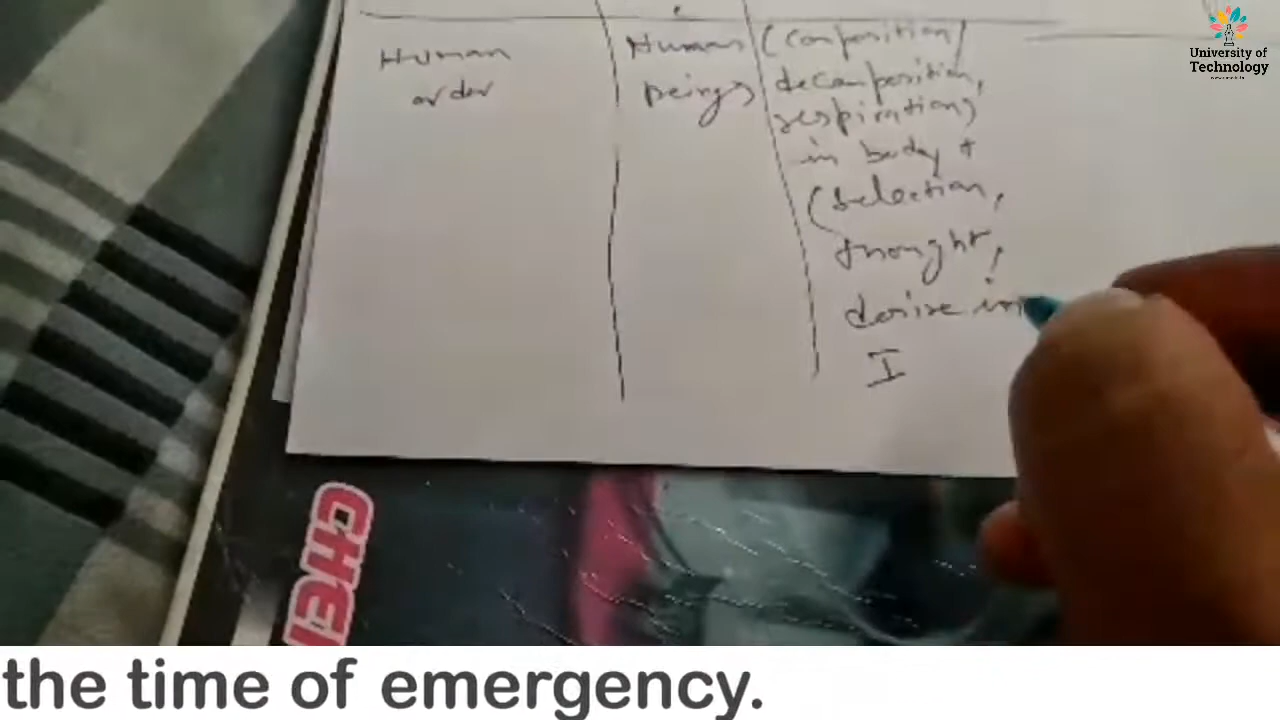 University of
Technology
Human
order
Human
beings
(composition/
decomposition,
respiration)
in body +
(selection,
thought,
desire in
I
CHE
the time of emergency.